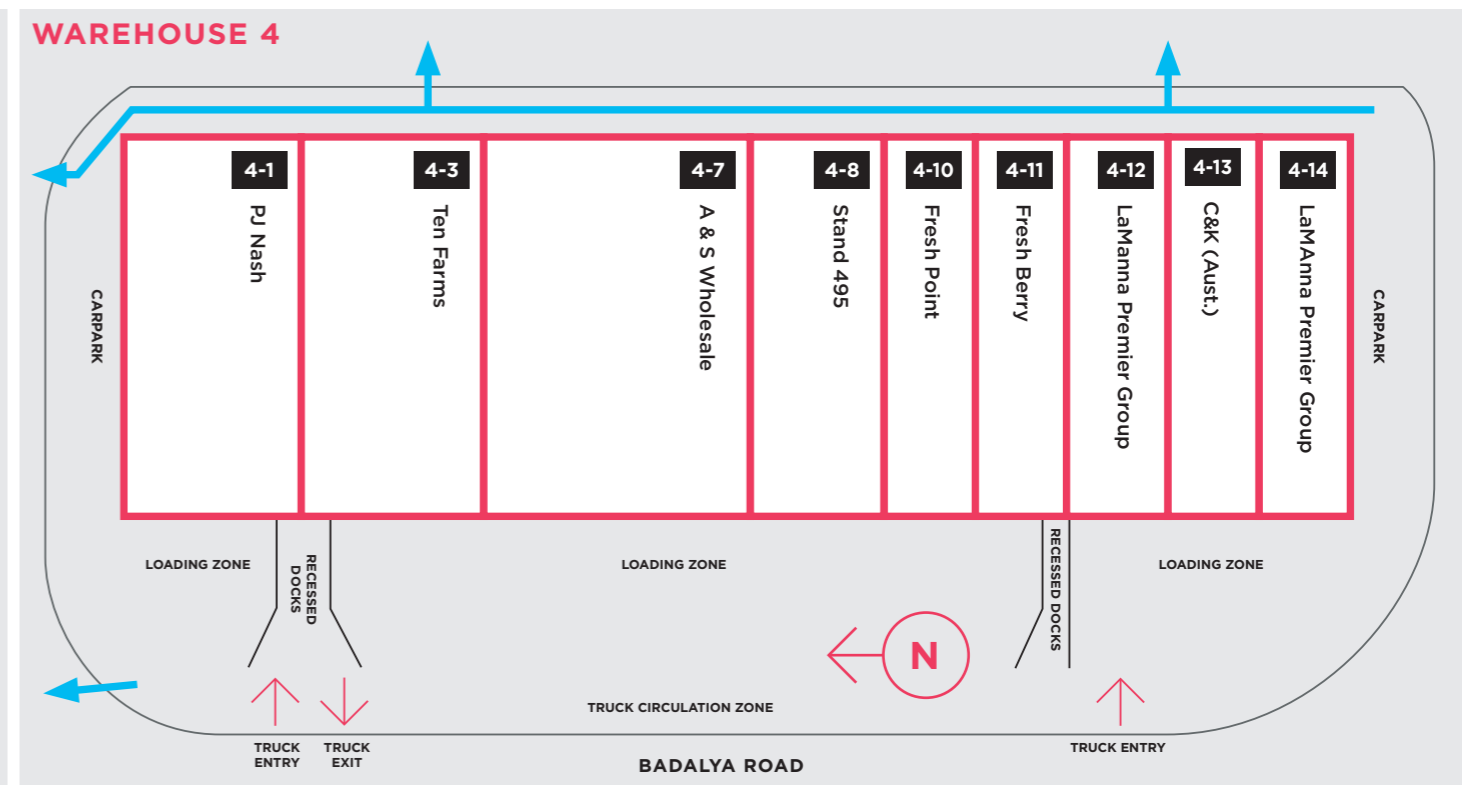 WAREHOUSE 4
4-1
PJ Nash
4-3
Ten Farms
4-7
A & S Wholesale
4-8
Stand 495
4-10
Fresh Point
4-11
Fresh Berry
4-12
LaManna Premier Group
4-13
C&K (Aust.)
4-14
LaMAnna Premier Group
CARPARK
CARPARK
LOADING ZONE
RECESSED
DOCKS
LOADING ZONE
RECESSED DOCKS
LOADING ZONE
N
TRUCK CIRCULATION ZONE
TRUCK
ENTRY
TRUCK
EXIT
TRUCK ENTRY
BADALYA ROAD